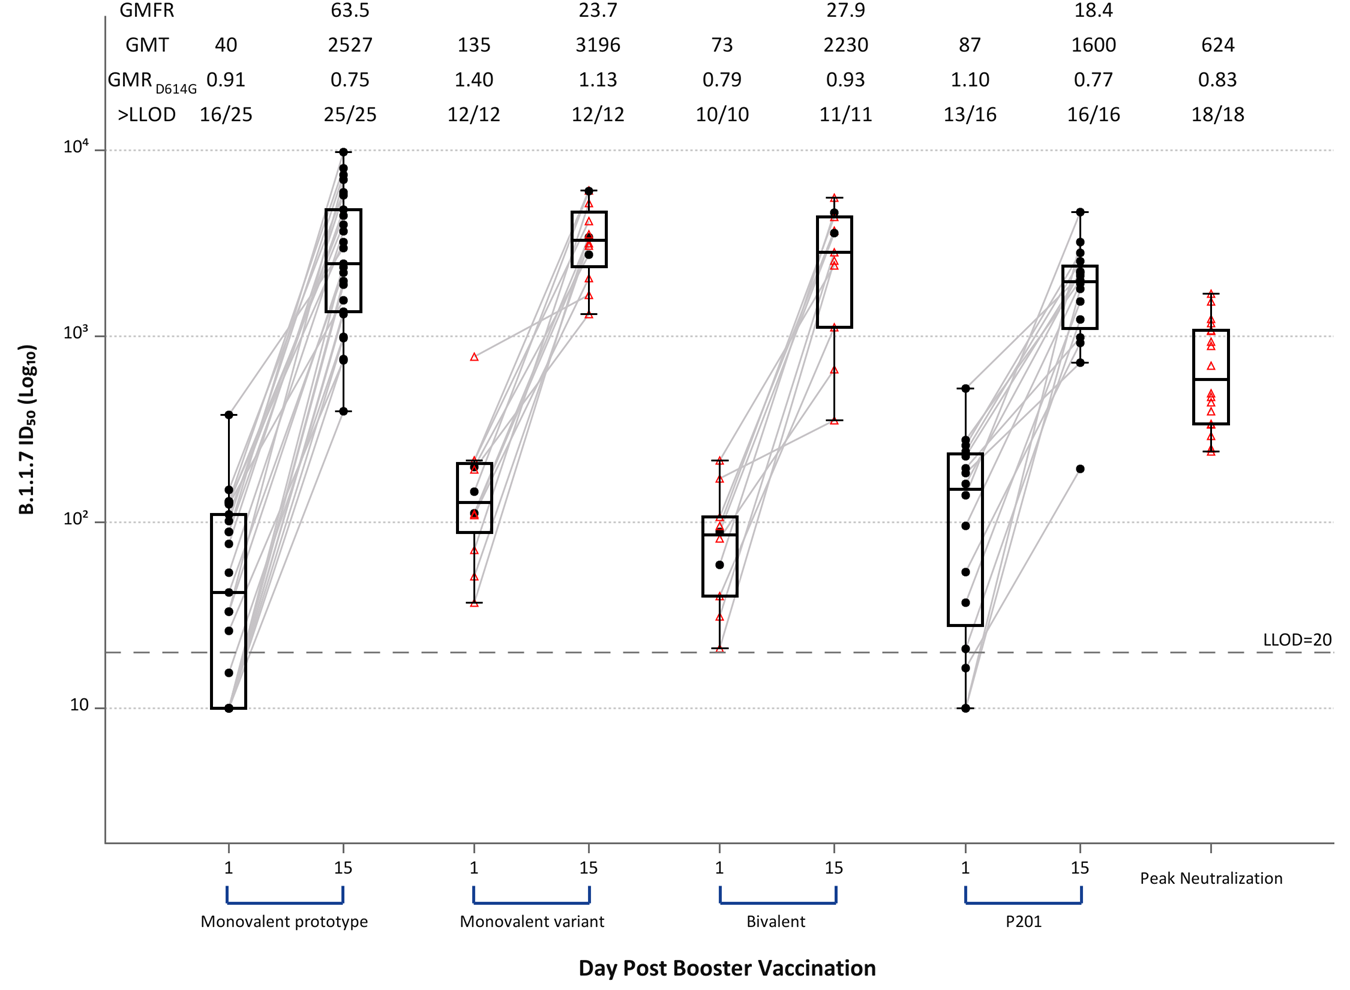 GMFR 63.5 23.7 27.9 18.4
GMT 40 2527 135 3196 73 2230 87 1600 624
GMR D614G 0.91 0.75 1.40 1.13 0.79 0.93 1.10 0.77 0.83
>LLOD 16/25 25/25 12/12 12/12 10/10 11/11 13/16 16/16 18/18
10⁴
10³
10²
10
B.1.1.7 ID₅₀ (Log₁₀)
LLOD=20
1 15 1 15 1 15 1 15
Peak Neutralization
Monovalent prototype Monovalent variant Bivalent P201
Day Post Booster Vaccination